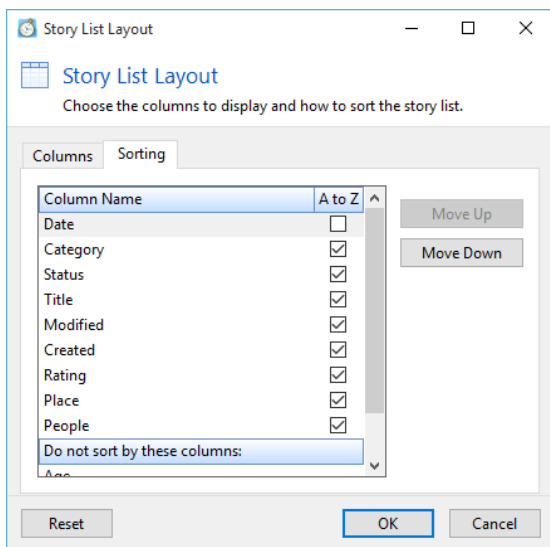 Story List Layout
Story List Layout
Choose the columns to display and how to sort the story list.
Columns Sorting
Column Name A to Z
Date
Category
Status
Title
Modified
Created
Rating
Place
People
Do not sort by these columns:
Age
Move Up
Move Down
Reset OK Cancel